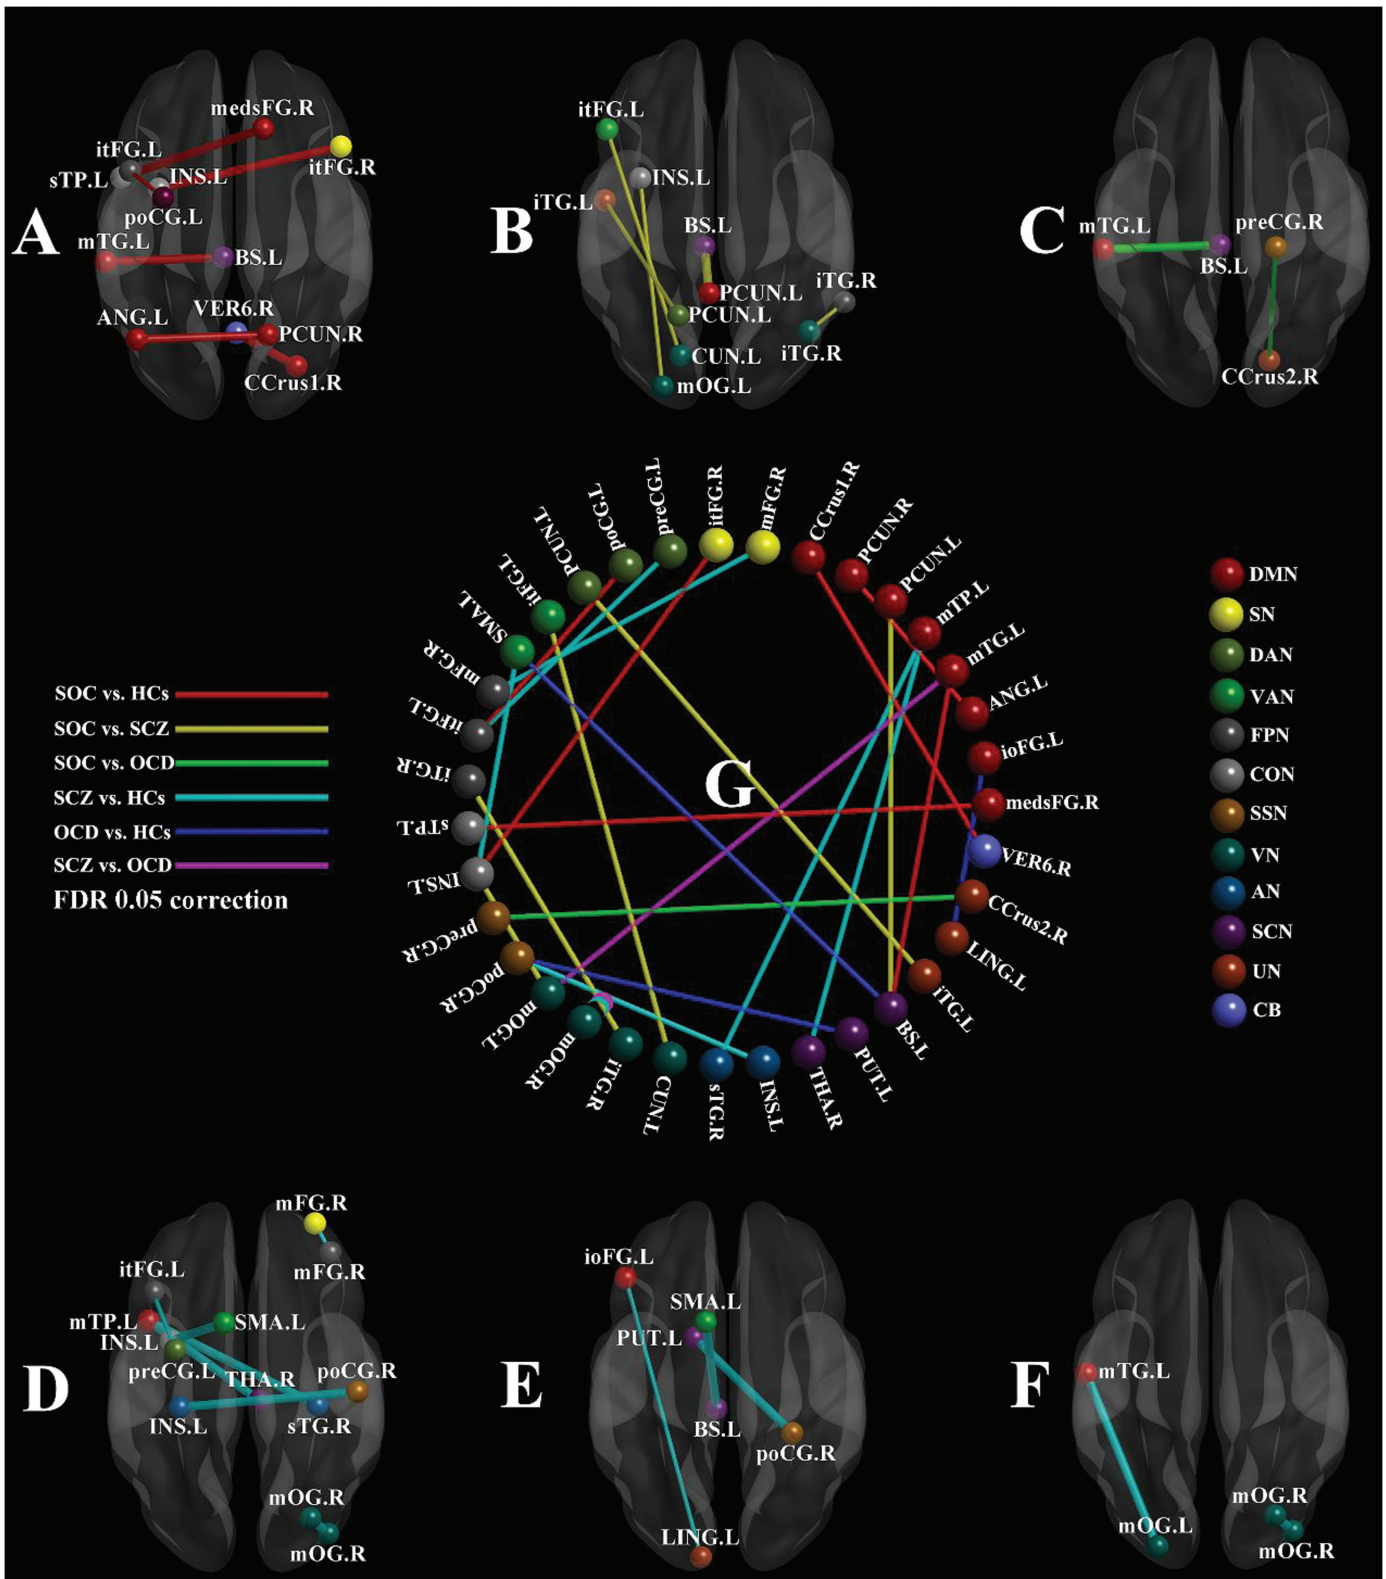 A
medsFG.R
itFG.L
itFG.R
sTP.L
INS.L
poCG.L
mTG.L
BS.L
VER6.R
ANG.L
PCUN.R
CCrus1.R
B
itFG.L
INS.L
iTG.L
BS.L
PCUN.L
iTG.R
PCUN.L
CUN.L
iTG.R
mOG.L
C
mTG.L
preCG.R
BS.L
CCrus2.R
G
mFG.R
CCrus1.R
PCUN.R
PCUN.L
mTP.L
mTG.L
ANG.L
ioFG.L
medsFG.R
VER6.R
CCrus2.R
LING.L
iTG.L
BS.L
PUT.L
THA.R
INS.L
sTG.R
CUN.L
iTG.R
mOG.R
mOG.L
poCG.R
preCG.R
INS.L
sTP.L
iTG.R
itFG.L
mFG.R
SMA.L
itFG.L
PCUN.L
poCG.L
preCG.L
itFG.R
SOC vs. HCs
SOC vs. SCZ
SOC vs. OCD
SCZ vs. HCs
OCD vs. HCs
SCZ vs. OCD
FDR 0.05 correction
DMN
SN
DAN
VAN
FPN
CON
SSN
VN
AN
SCN
UN
CB
D
mFG.R
mFG.R
itFG.L
mTP.L
SMA.L
INS.L
preCG.L
THA.R
poCG.R
INS.L
sTG.R
mOG.R
mOG.R
E
ioFG.L
SMA.L
PUT.L
BS.L
poCG.R
LING.L
F
mTG.L
mOG.R
mOG.L
mOG.R